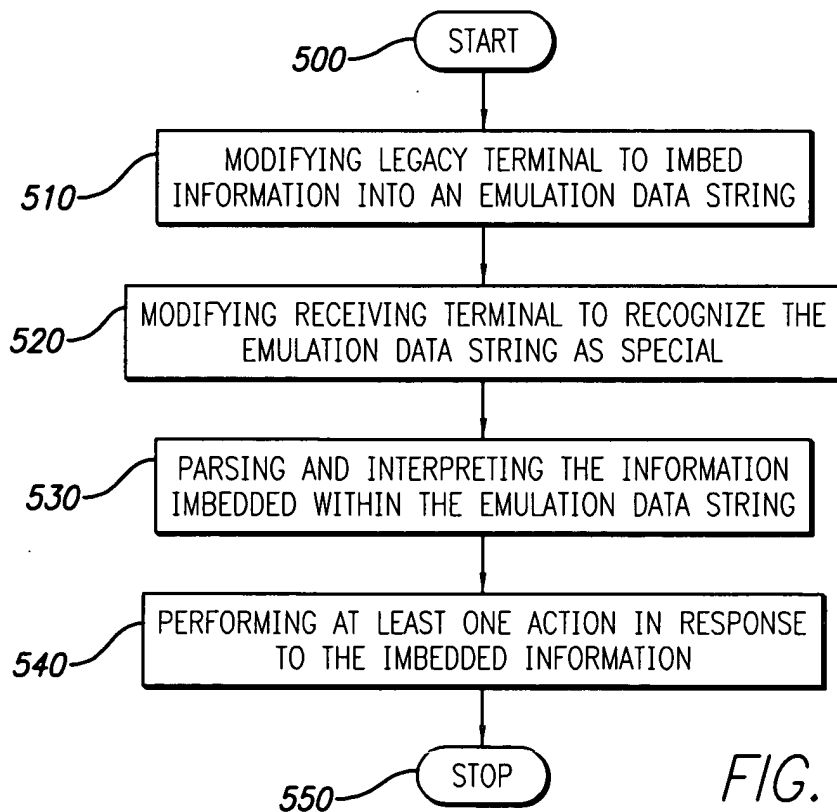 500
START
510
MODIFYING LEGACY TERMINAL TO IMBED
INFORMATION INTO AN EMULATION DATA STRING
520
MODIFYING RECEIVING TERMINAL TO RECOGNIZE THE
EMULATION DATA STRING AS SPECIAL
530
PARSING AND INTERPRETING THE INFORMATION
IMBEDDED WITHIN THE EMULATION DATA STRING
540
PERFORMING AT LEAST ONE ACTION IN RESPONSE
TO THE IMBEDDED INFORMATION
550
STOP
FIG.